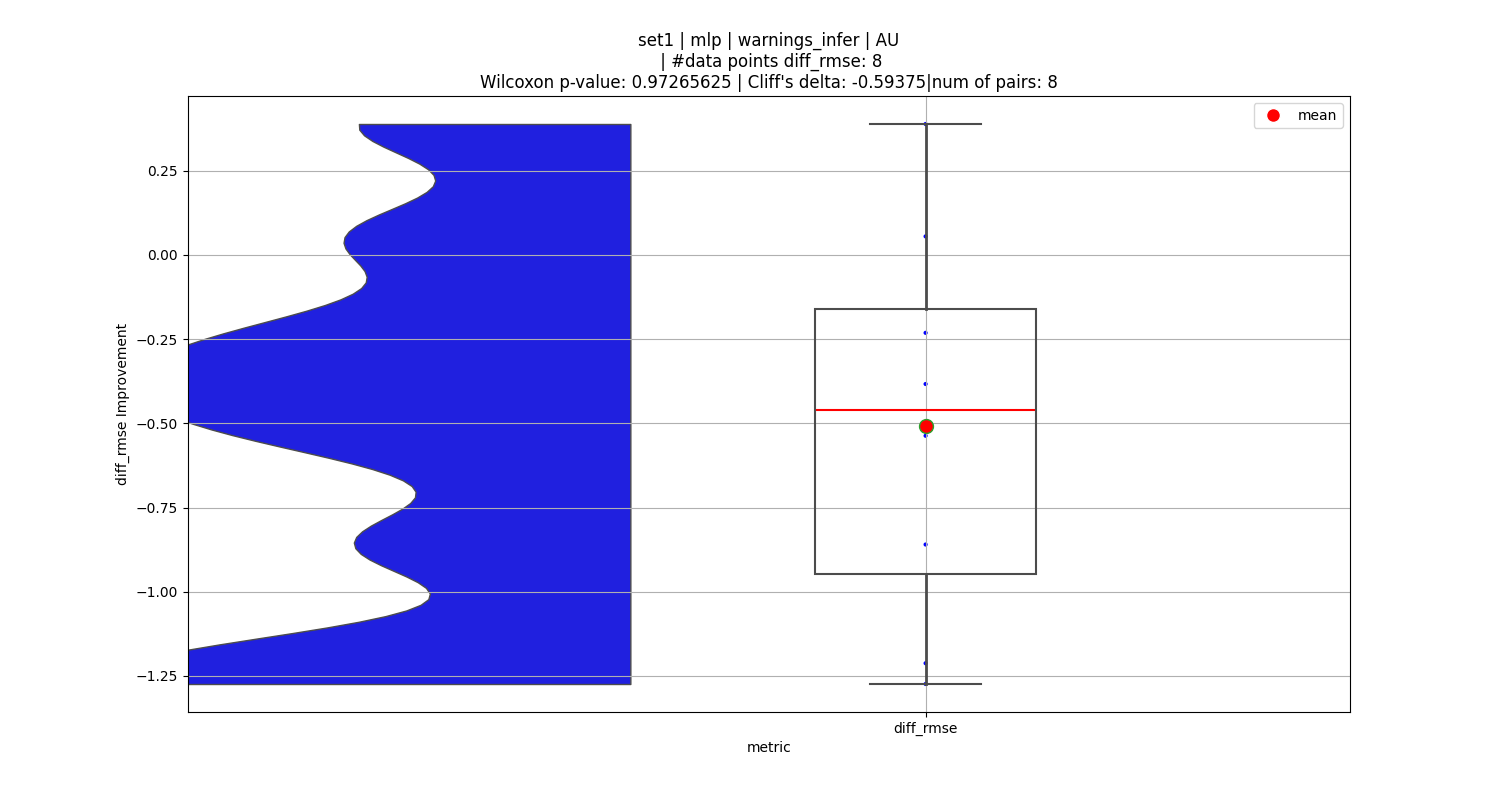 set1 | mlp | warnings_infer | AU
| #data points diff_rmse: 8
Wilcoxon p-value: 0.97265625 | Cliff's delta: -0.59375|num of pairs: 8
mean
0.25
0.00
−0.25
−0.50
−0.75
−1.00
−1.25
diff_rmse Improvement
diff_rmse
metric